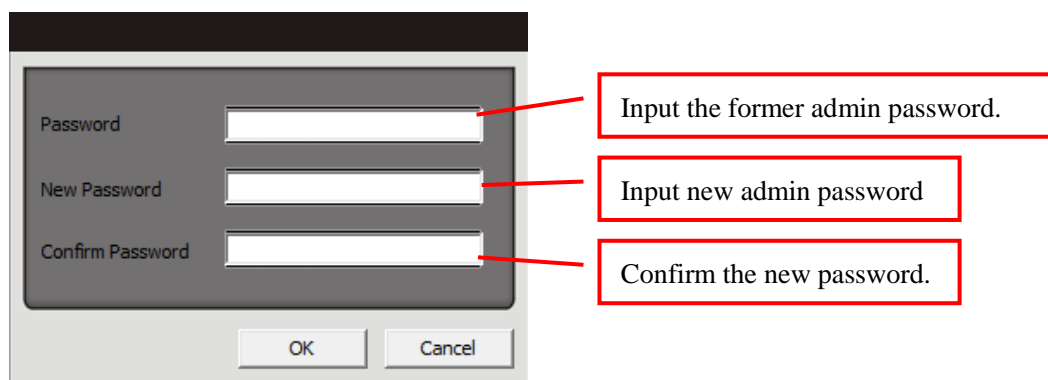 Password
Input the former admin password.
New Password
Input new admin password
Confirm Password
Confirm the new password.
OK
Cancel